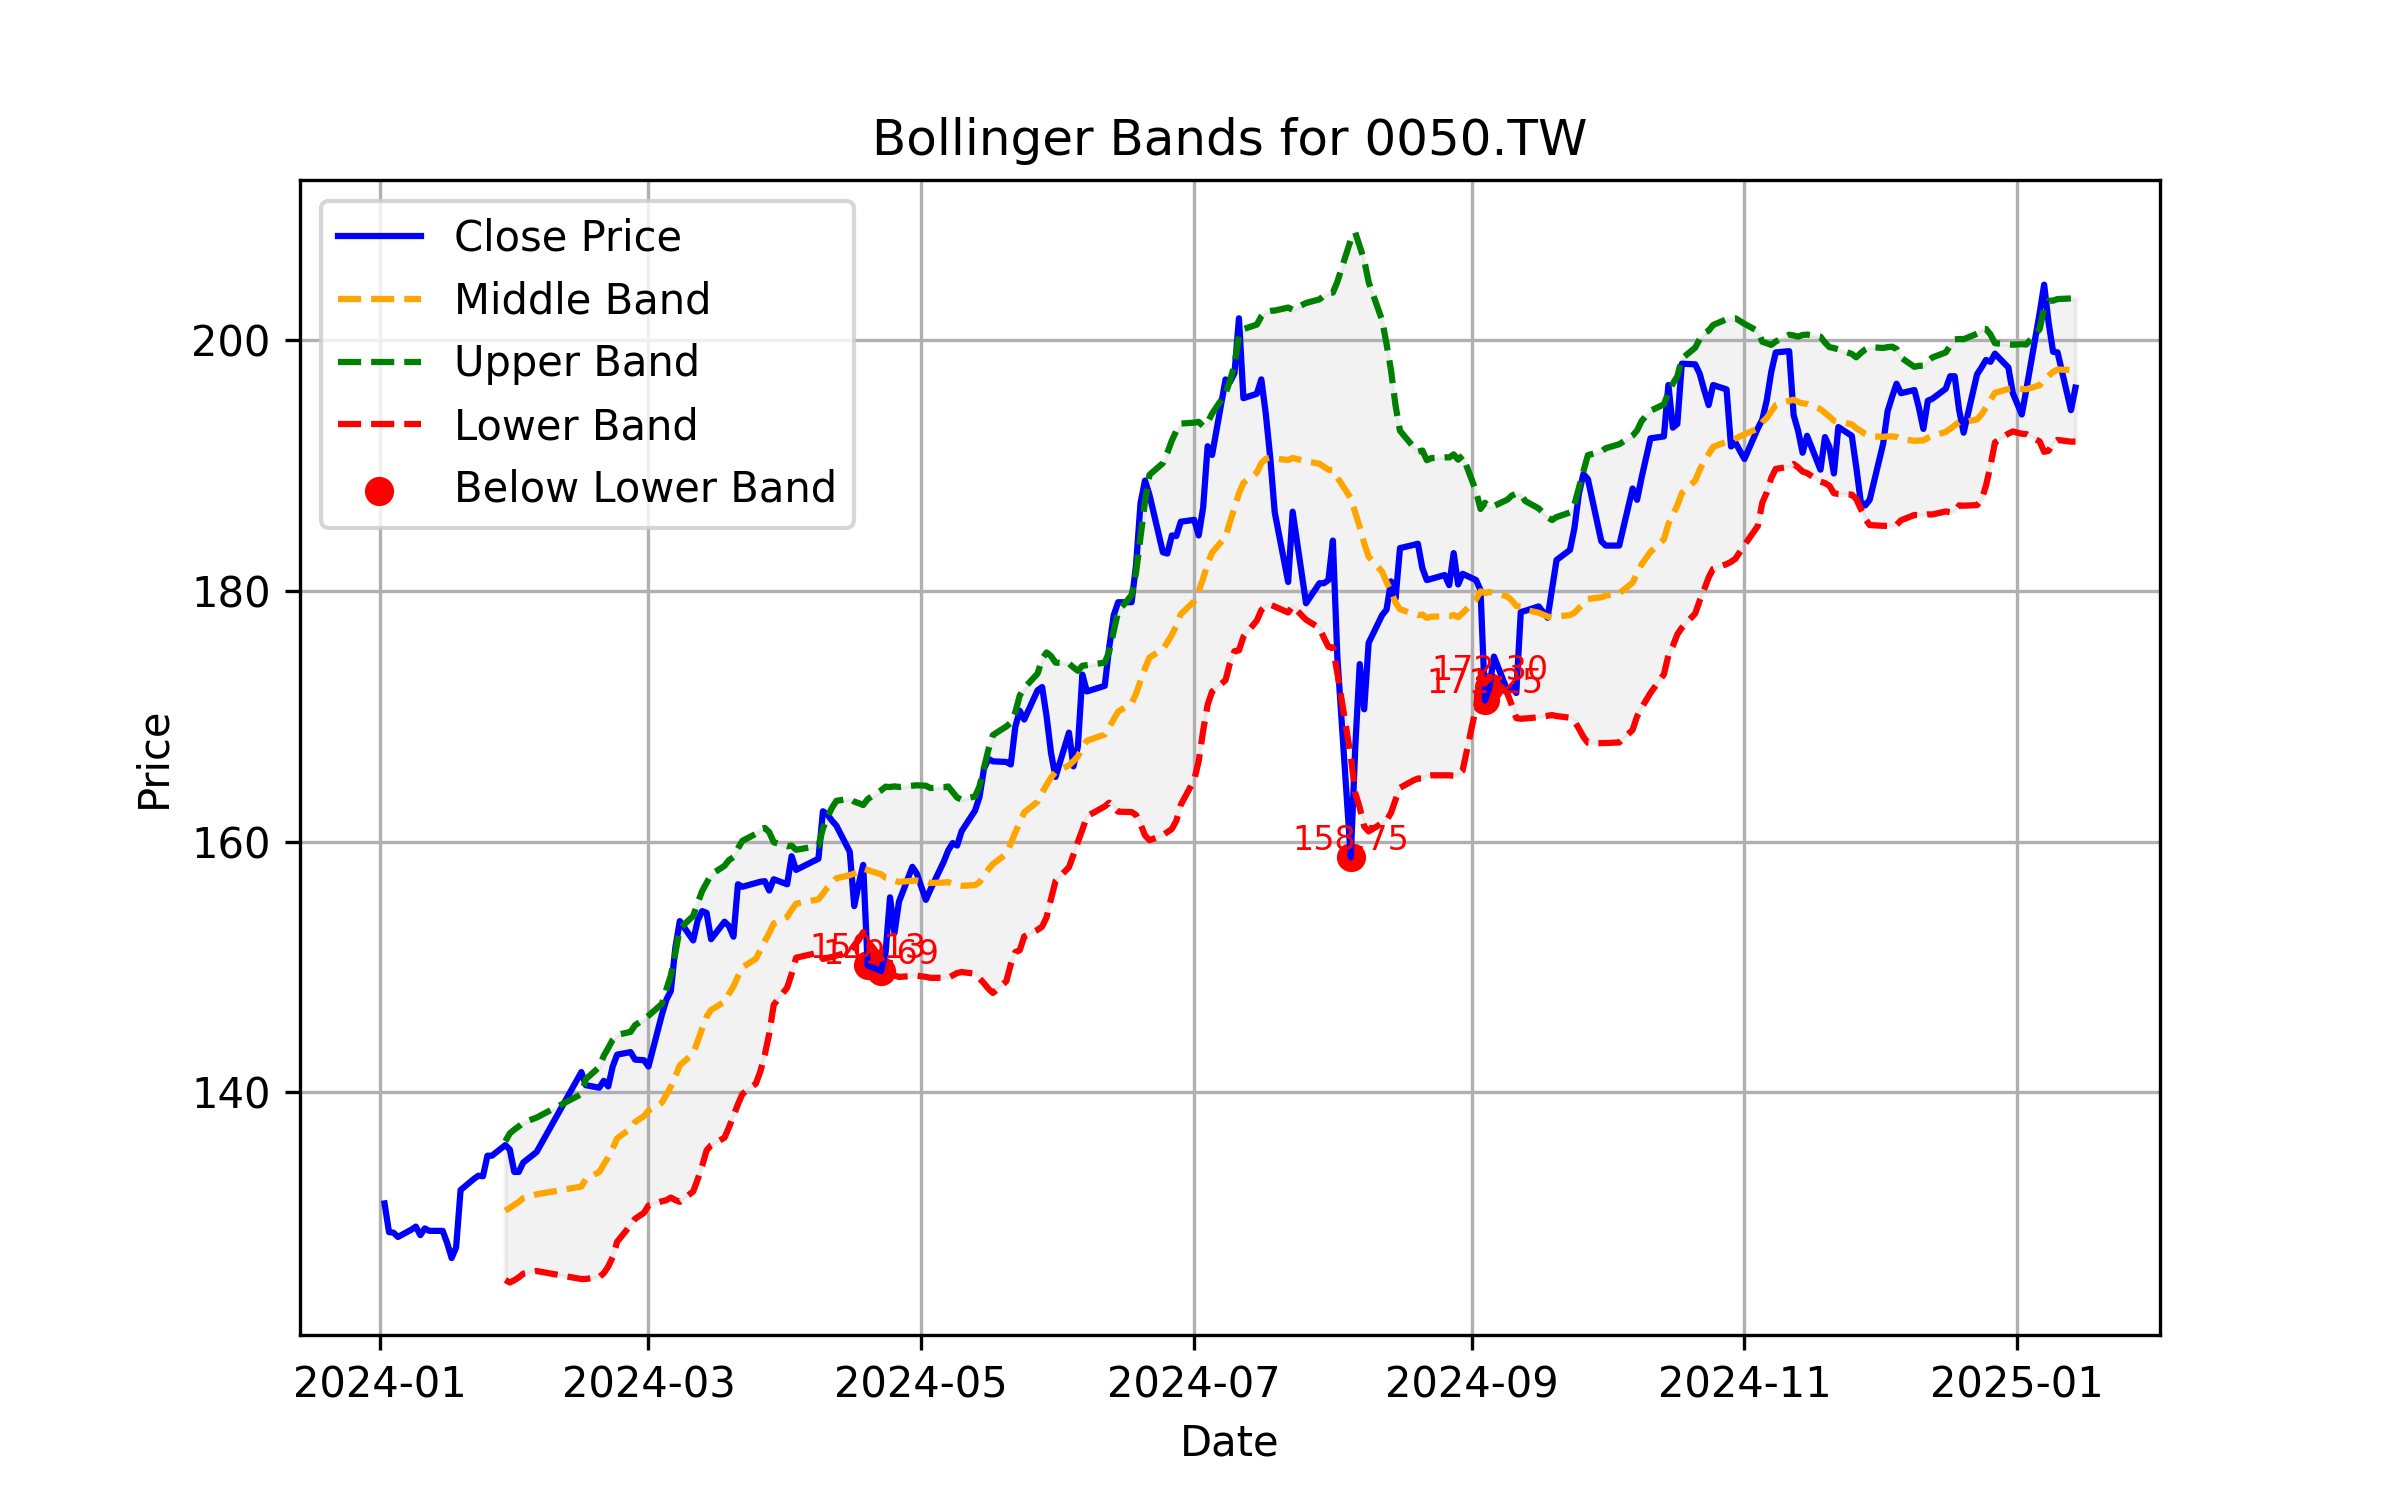 Bollinger Bands for 0050.TW
Close Price
Middle Band
Upper Band
Lower Band
Below Lower Band
200
180
160
140
Price
172.30
158.75
2024-01
2024-03
2024-05
2024-07
2024-09
2024-11
2025-01
Date